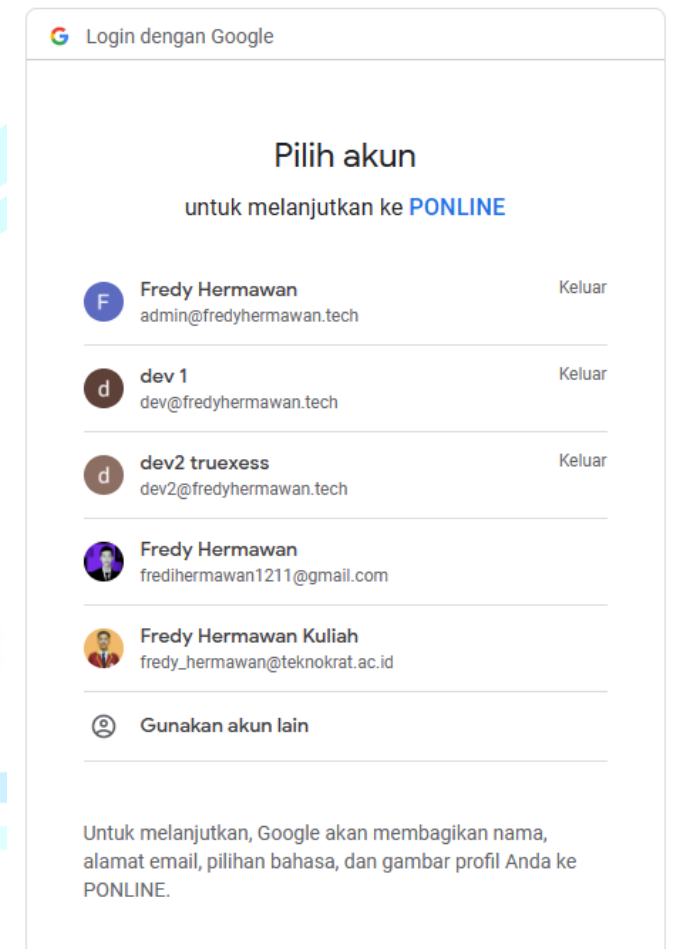 Login dengan Google
Pilih akun
untuk melanjutkan ke PONLINE
F
Fredy Hermawan
Keluar
admin@fredyhermawan.tech
d
dev 1
Keluar
dev@fredyhermawan.tech
d
dev2 truexess
Keluar
dev2@fredyhermawan.tech
Fredy Hermawan
fredihermawan1211@gmail.com
Fredy Hermawan Kuliah
fredy_hermawan@teknokrat.ac.id
Gunakan akun lain
Untuk melanjutkan, Google akan membagikan nama,
alamat email, pilihan bahasa, dan gambar profil Anda ke
PONLINE.